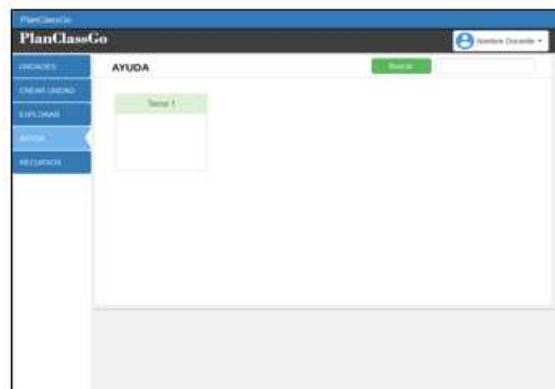 PlanClassGo
PlanClassGo
Nombre Docente
UNIDADES
AYUDA
Buscar
CREAR UNIDAD
EXPLORAR
Tema 1
AYUDA
RECURSOS